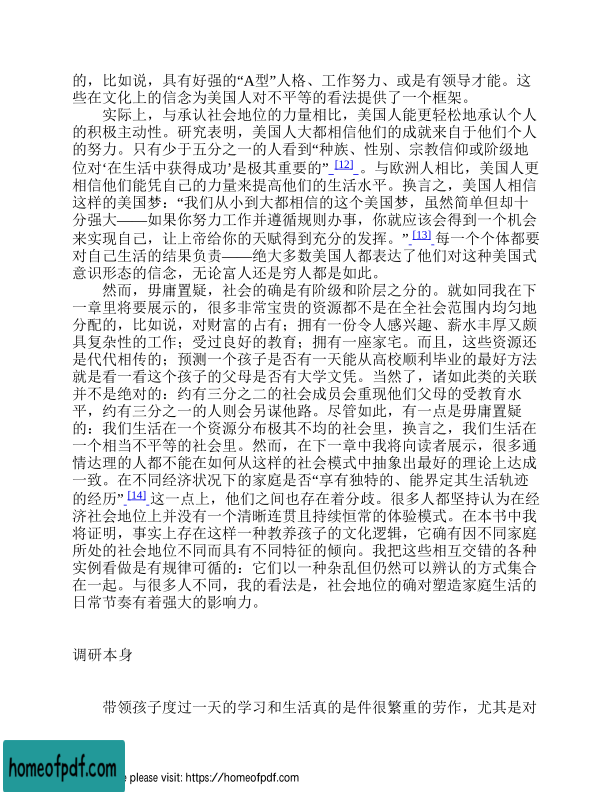 的，比如说，具有好强的“A型”人格、工作努力、或是有领导才能。这
些在文化上的信念为美国人对不平等的看法提供了一个框架。
实际上，与承认社会地位的力量相比，美国人能更轻松地承认个人
的积极主动性。研究表明，美国人大都相信他们的成就来自于他们个人
的努力。只有少于五分之一的人看到“种族、性别、宗教信仰或阶级地
位对‘在生活中获得成功’是极其重要的” [12] 。与欧洲人相比，美国人更
相信他们能凭自己的力量来提高他们的生活水平。换言之，美国人相信
这样的美国梦：“我们从小到大都相信的这个美国梦，虽然简单但却十
分强大——如果你努力工作并遵循规则办事，你就应该会得到一个机会
来实现自己，让上帝给你的天赋得到充分的发挥。” [13] 每一个个体都要
对自己生活的结果负责——绝大多数美国人都表达了他们对这种美国式
意识形态的信念，无论富人还是穷人都是如此。
然而，毋庸置疑，社会的确是有阶级和阶层之分的。就如同我在下
一章里将要展示的，很多非常宝贵的资源都不是在全社会范围内均匀地
分配的，比如说，对财富的占有；拥有一份令人感兴趣、薪水丰厚又颇
具复杂性的工作；受过良好的教育；拥有一座家宅。而且，这些资源还
是代代相传的；预测一个孩子是否有一天能从高校顺利毕业的最好方法
就是看一看这个孩子的父母是否有大学文凭。当然了，诸如此类的关联
并不是绝对的：约有三分之二的社会成员会重现他们父母的受教育水
平，约有三分之一的人则会另谋他路。尽管如此，有一点是毋庸置疑
的：我们生活在一个资源分布极其不均的社会里，换言之，我们生活在
一个相当不平等的社会里。然而，在下一章中我将向读者展示，很多通
情达理的人都不能在如何从这样的社会模式中抽象出最好的理论上达成
一致。在不同经济状况下的家庭是否“享有独特的、能界定其生活轨迹
的经历” [14] 这一点上，他们之间也存在着分歧。很多人都坚持认为在经
济社会地位上并没有一个清晰连贯且持续恒常的体验模式。在本书中我
将证明，事实上存在这样一种教养孩子的文化逻辑，它确有因不同家庭
所处的社会地位不同而具有不同特征的倾向。我把这些相互交错的各种
实例看做是有规律可循的：它们以一种杂乱但仍然可以辨认的方式集合
在一起。与很多人不同，我的看法是，社会地位的确对塑造家庭生活的
日常节奏有着强大的影响力。
调研本身
带领孩子度过一天的学习和生活真的是件很繁重的劳作，尤其是对
homeofpdf.com
please visit: https://homeofpdf.com